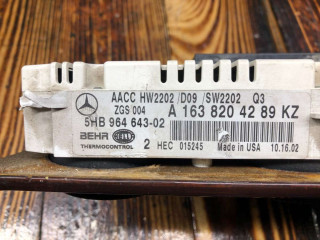 AACC HW2202 /D09 /SW2202 Q3
ZGS 004
A 163 820 42 89 KZ
5HB 964 643-02
BEHR HELLA
THERMOCONTROL
2 HEC 015245 Made in USA 10.16.02